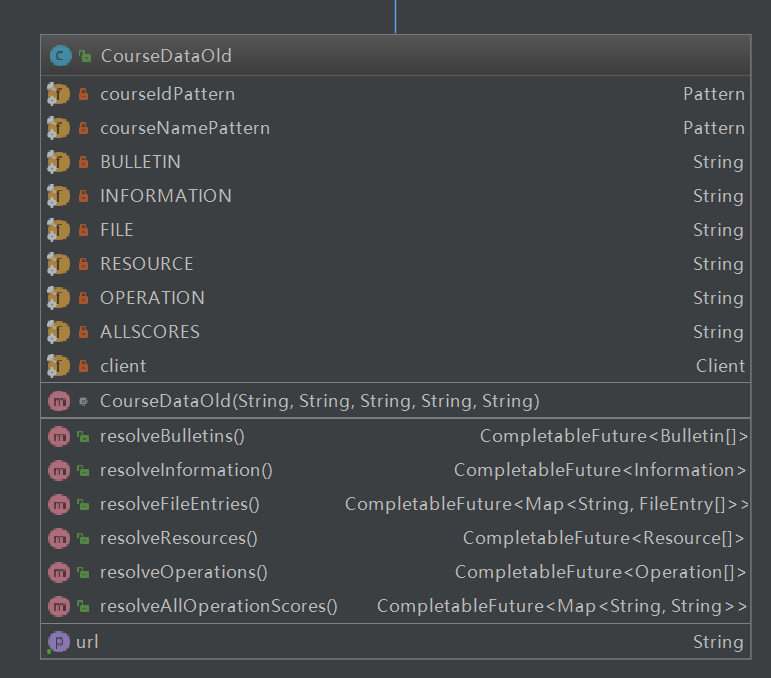 C CourseDataOld
f courseIdPattern Pattern
f courseNamePattern Pattern
f BULLETIN String
f INFORMATION String
f FILE String
f RESOURCE String
f OPERATION String
f ALLSCORES String
f client Client
m CourseDataOld(String, String, String, String, String)
m resolveBulletins() CompletableFuture<Bulletin[]>
m resolveInformation() CompletableFuture<Information>
m resolveFileEntries() CompletableFuture<Map<String, FileEntry[]>>
m resolveResources() CompletableFuture<Resource[]>
m resolveOperations() CompletableFuture<Operation[]>
m resolveAllOperationScores() CompletableFuture<Map<String, String>>
p url String